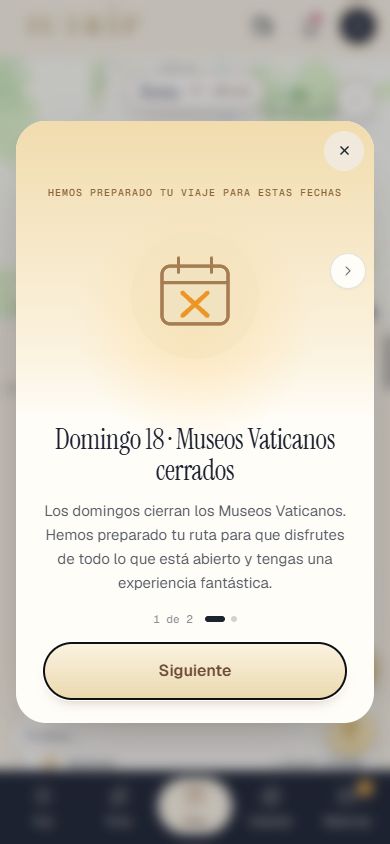 HEMOS PREPARADO TU VIAJE PARA ESTAS FECHAS
Domingo 18 · Museos Vaticanos
cerrados
Los domingos cierran los Museos Vaticanos.
Hemos preparado tu ruta para que disfrutes
de todo lo que está abierto y tengas una
experiencia fantástica.
1 de 2
Siguiente